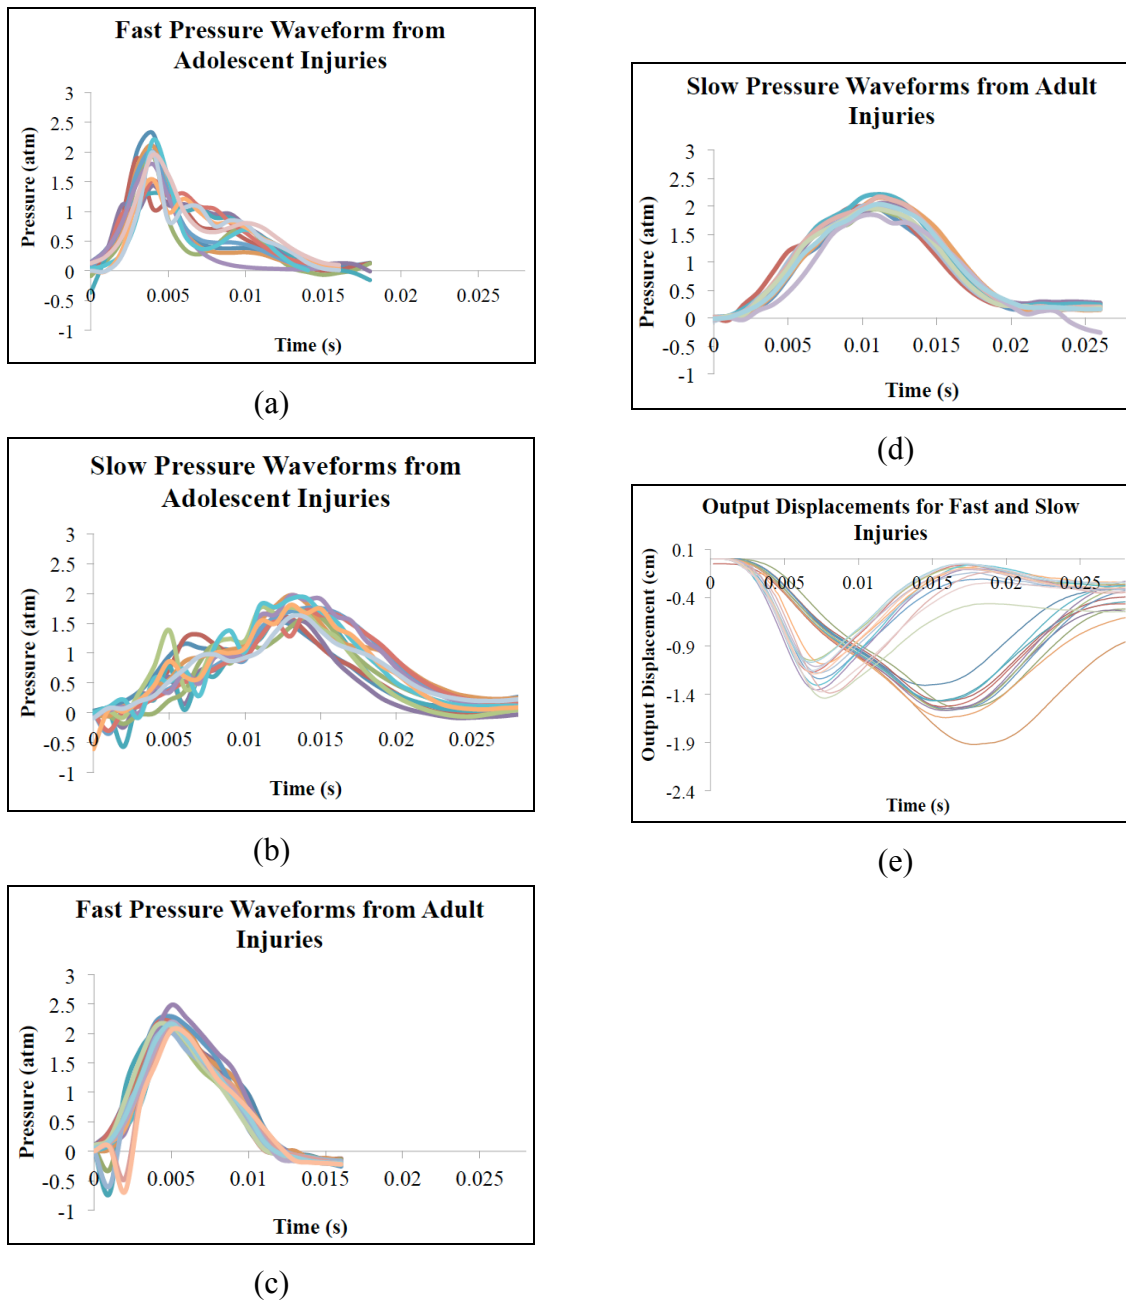 Fast Pressure Waveform from
Adolescent Injuries
3
2.5
2
1.5
1
0.5
0
-0.5
-1
0 0.005 0.01 0.015 0.02 0.025
Pressure (atm)
Time (s)
(a)
Slow Pressure Waveforms from
Adolescent Injuries
3
2.5
2
1.5
1
0.5
0
-0.5
-1
0 0.005 0.01 0.015 0.02 0.025
Pressure (atm)
Time (s)
(b)
Fast Pressure Waveforms from Adult
Injuries
3
2.5
2
1.5
1
0.5
0
-0.5
-1
0 0.005 0.01 0.015 0.02 0.025
Pressure (atm)
Time (s)
(c)
Slow Pressure Waveforms from Adult
Injuries
3
2.5
2
1.5
1
0.5
0
-0.5
-1
0 0.005 0.01 0.015 0.02 0.025
Pressure (atm)
Time (s)
(d)
Output Displacements for Fast and Slow
Injuries
0.1
-0.4
-0.9
-1.4
-1.9
-2.4
0 0.005 0.01 0.015 0.02 0.025
Output Displacement (cm)
Time (s)
(e)